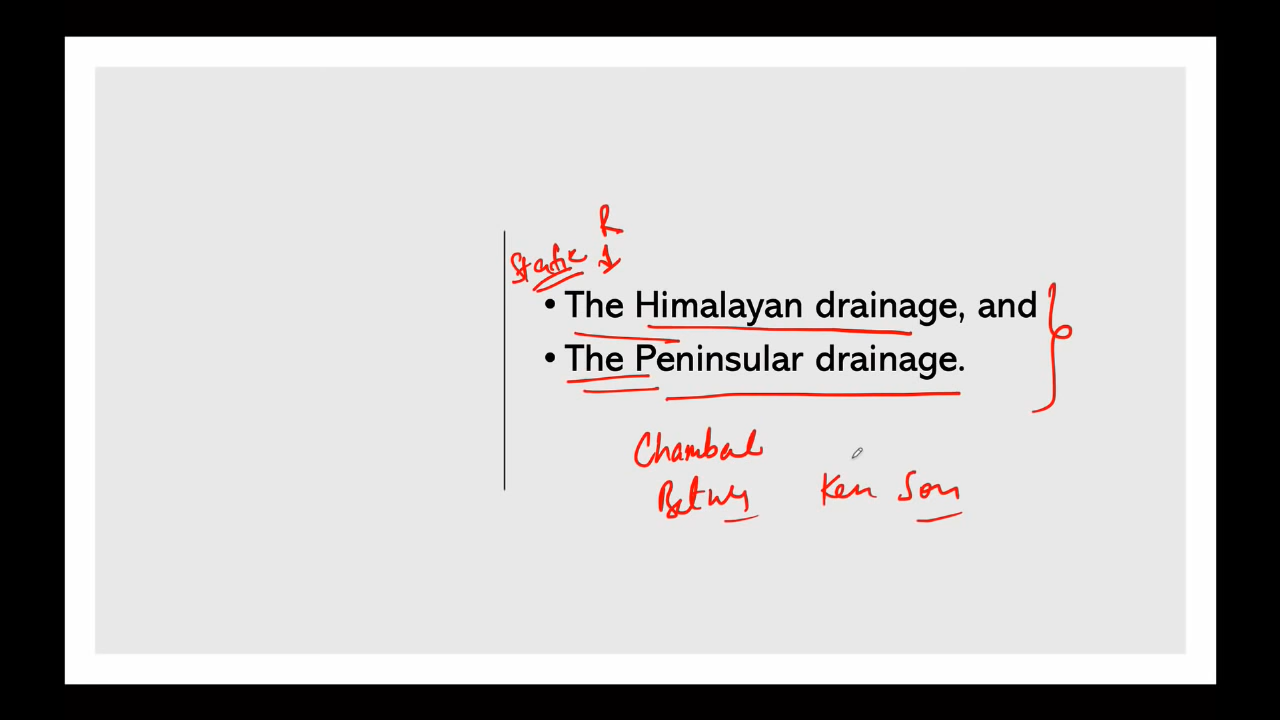 R
Static
• The Himalayan drainage, and
• The Peninsular drainage.
Chambal
Betwa Ken Son